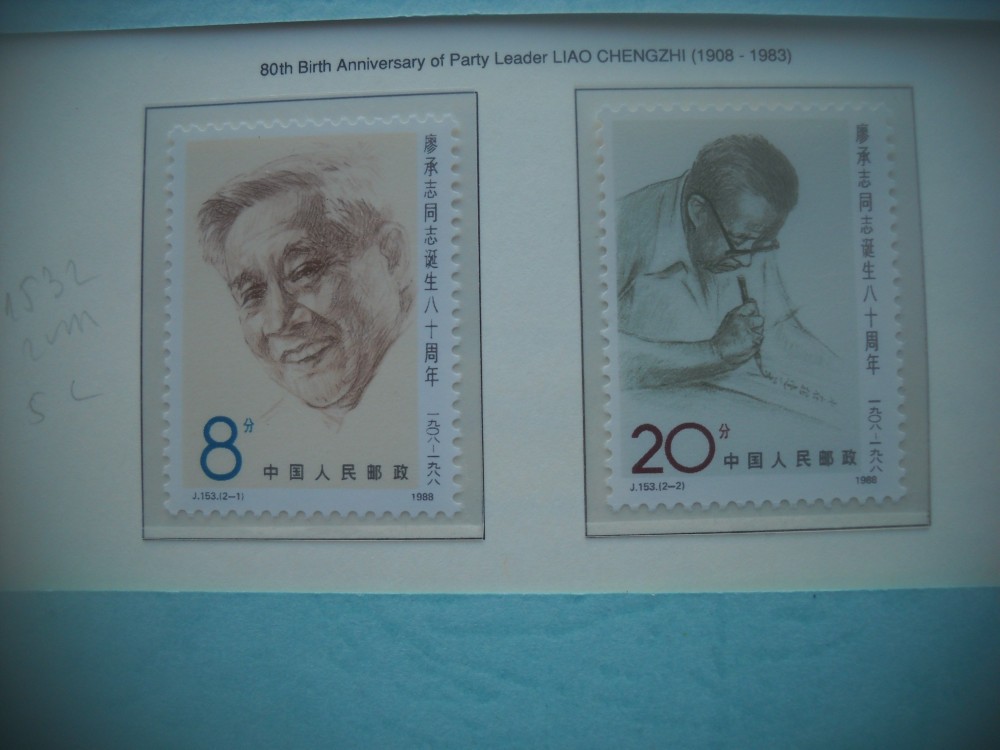 80th Birth Anniversary of Party Leader LIAO CHENGZHI (1908 - 1983)
廖承志同志诞生八十周年
一九〇八—一九八八
8分
中国人民邮政
J.153.(2—1)
1988
廖承志同志诞生八十周年
一九〇八—一九八八
20分
中国人民邮政
J.153.(2—2)
1988
1532